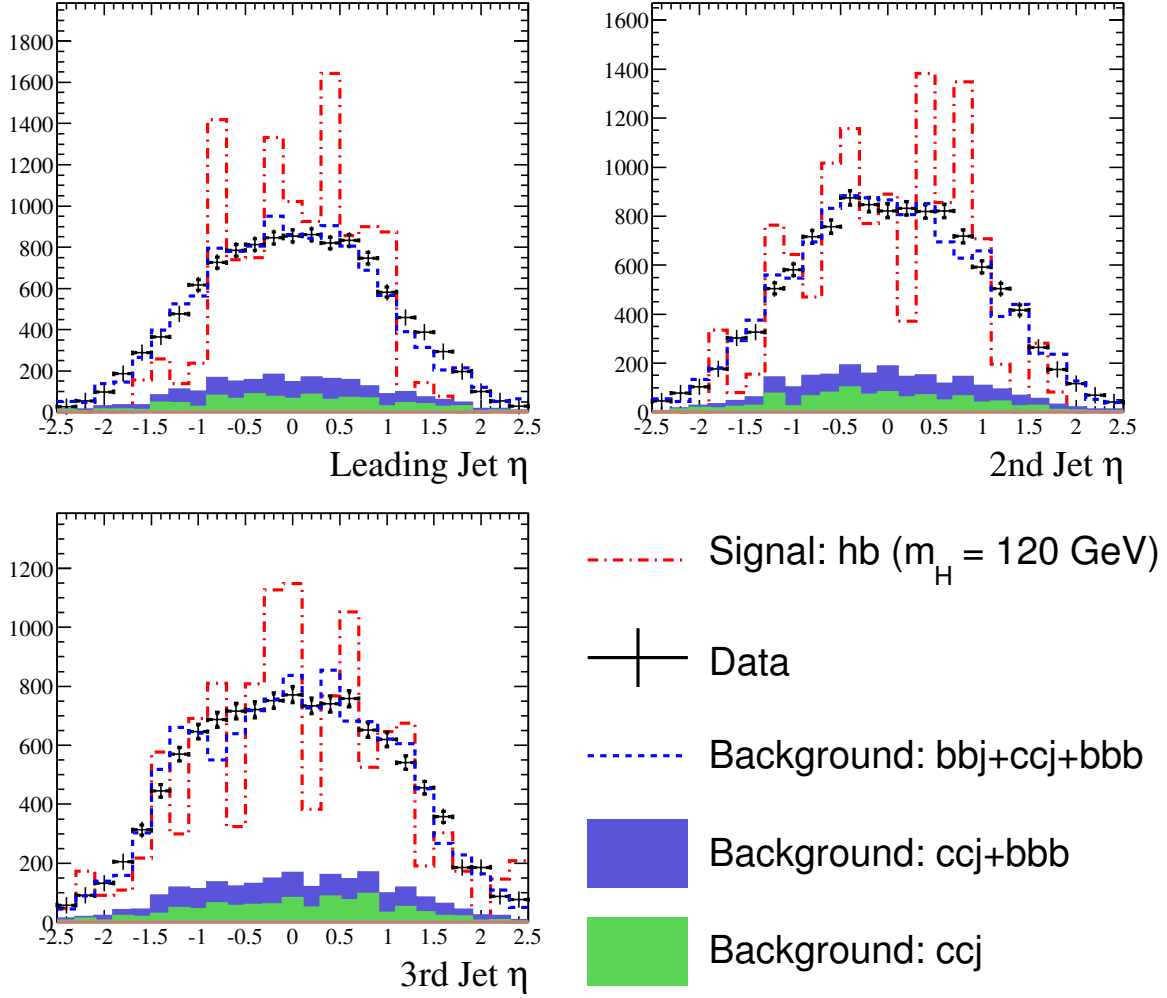 1800
1600
1400
1200
1000
800
600
400
200
0
-2.5 -2 -1.5 -1 -0.5 0 0.5 1 1.5 2 2.5
Leading Jet η
1600
1400
1200
1000
800
600
400
200
0
-2.5 -2 -1.5 -1 -0.5 0 0.5 1 1.5 2 2.5
2nd Jet η
1200
1000
800
600
400
200
0
-2.5 -2 -1.5 -1 -0.5 0 0.5 1 1.5 2 2.5
3rd Jet η
Signal: hb (m_H = 120 GeV)
Data
Background: bbj+ccj+bbb
Background: ccj+bbb
Background: ccj